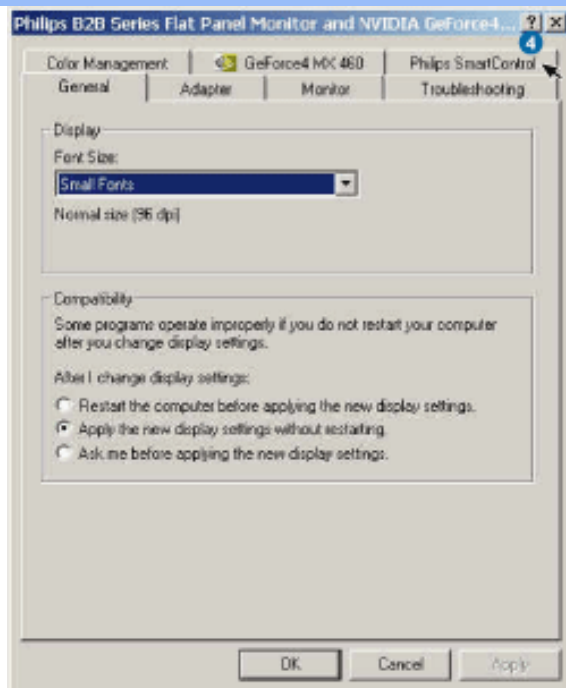 Philips B2B Series Flat Panel Monitor and NVIDIA GeForce4... ? X
4
Color Management GeForce4 MX 460 Philips SmartControl
General Adapter Monitor Troubleshooting
Display
Font Size:
Small Fonts
Normal size (96 dpi)
Compatibility
Some programs operate improperly if you do not restart your computer
after you change display settings.
After I change display settings:
Restart the computer before applying the new display settings.
Apply the new display settings without restarting.
Ask me before applying the new display settings.
OK Cancel Apply